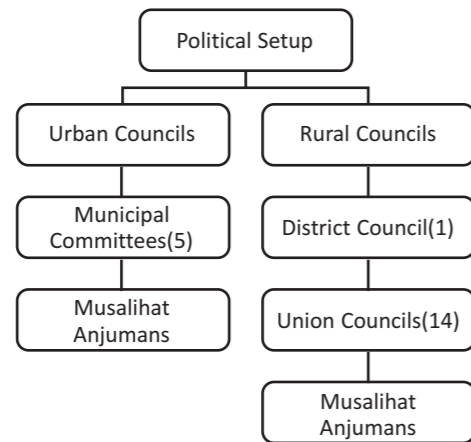 Political Setup
Urban Councils
Rural Councils
Municipal
Committees(5)
District Council(1)
Musalihat
Anjumans
Union Councils(14)
Musalihat
Anjumans